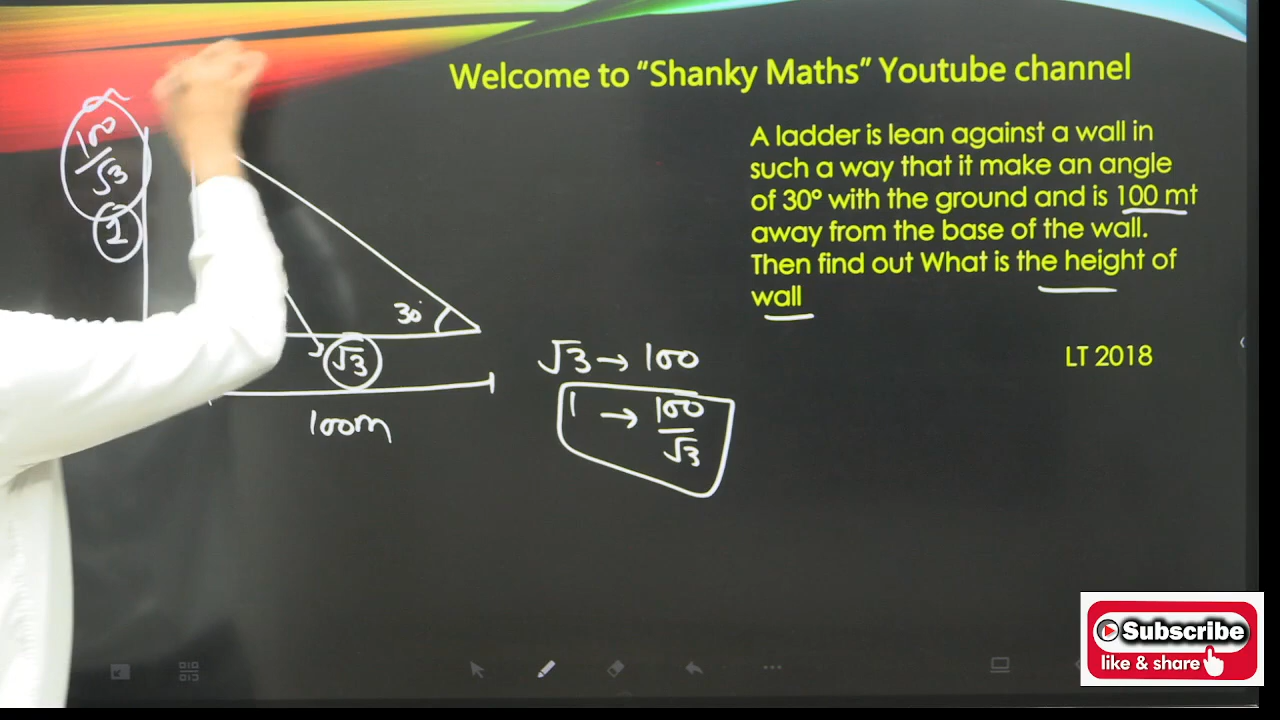 Welcome to “Shanky Maths” Youtube channel
A ladder is lean against a wall in
such a way that it make an angle
of 30° with the ground and is 100 mt
away from the base of the wall.
Then find out What is the height of
wall
LT 2018
100
√3
1
30°
√3
100m
√3 → 100
1 → 100
√3
Subscribe
like & share